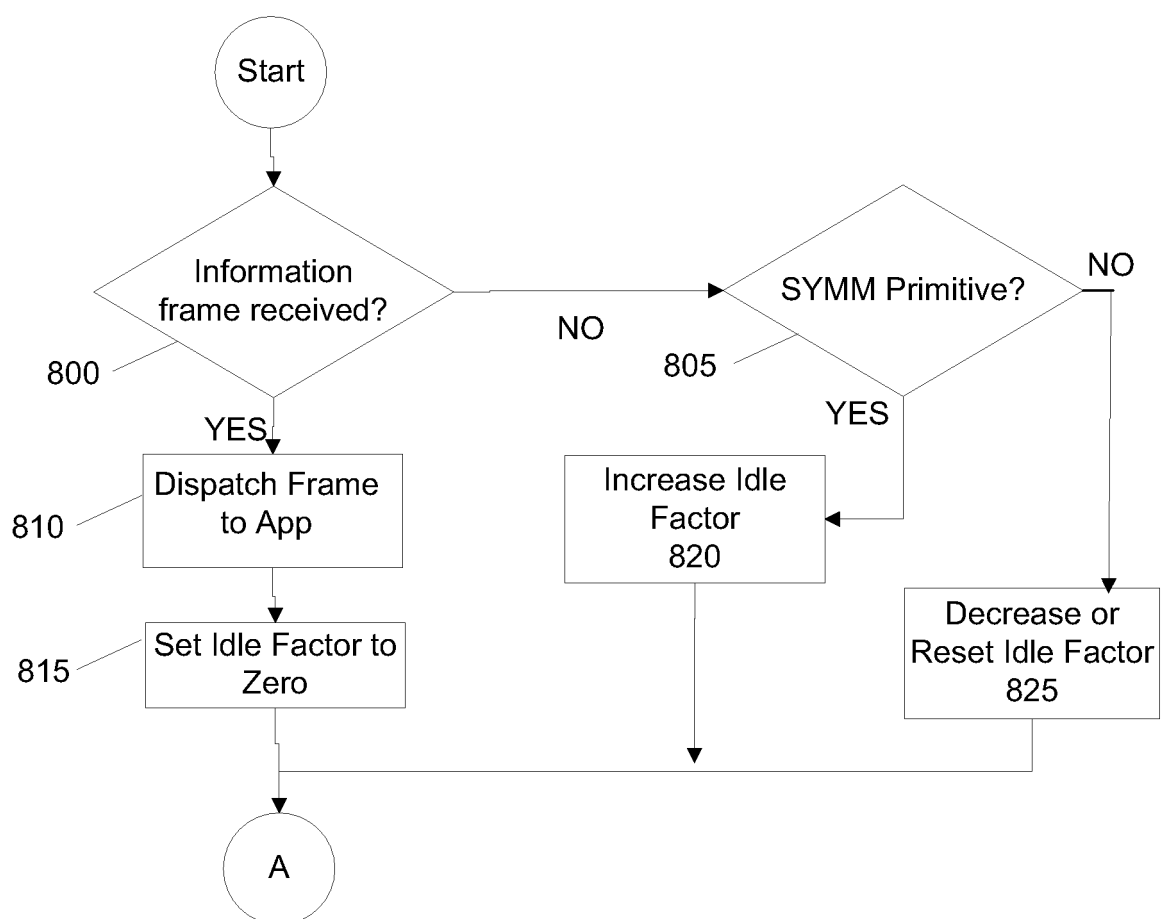 Start
Information
frame received?
800
NO
SYMM Primitive?
805
NO
YES
YES
Dispatch Frame
to App
810
Increase Idle
Factor
820
Set Idle Factor to
Zero
815
Decrease or
Reset Idle Factor
825
A